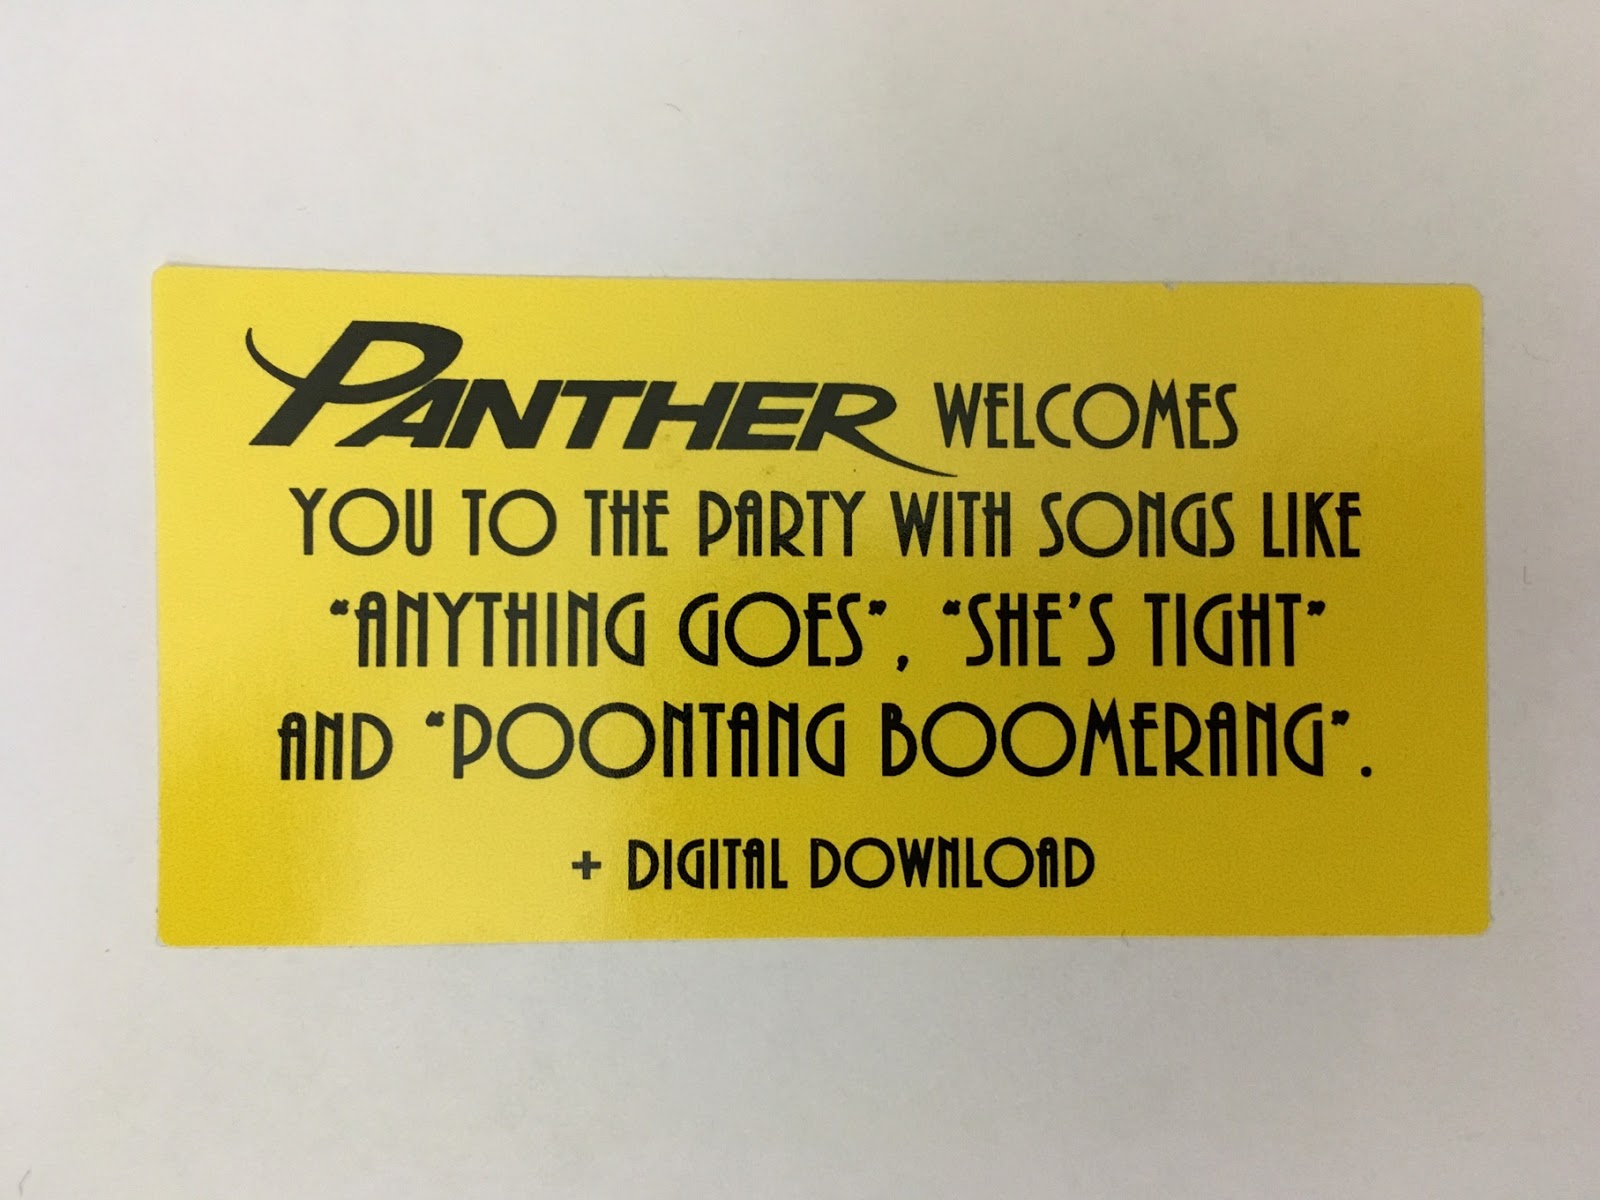 PANTHER WELCOMES
YOU TO THE PARTY WITH SONGS LIKE
"ANYTHING GOES", "SHE'S TIGHT"
AND "POONTANG BOOMERANG".
+ DIGITAL DOWNLOAD